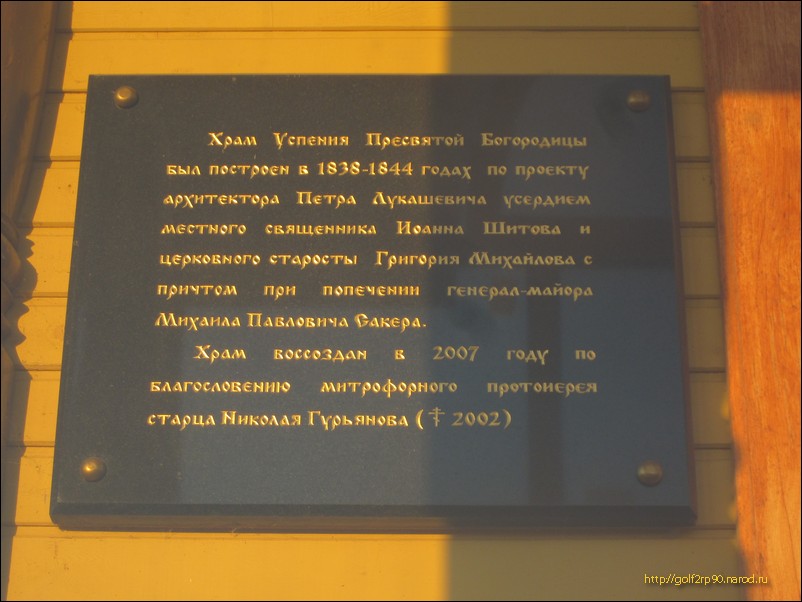 Храм Успения Пресвятой Богородицы
был построен в 1838-1844 годах по проекту
архитектора Петра Лукашевича усердием
местного священника Иоанна Шитова и
церковного старосты Григория Михайлова с
причтом при попечении генерал-майора
Михаила Павловича Сакера.
Храм воссоздан в 2007 году по
благословению митрофорного протоиерея
старца Николая Гурьянова (☦ 2002)
http://golf2rp90.narod.ru